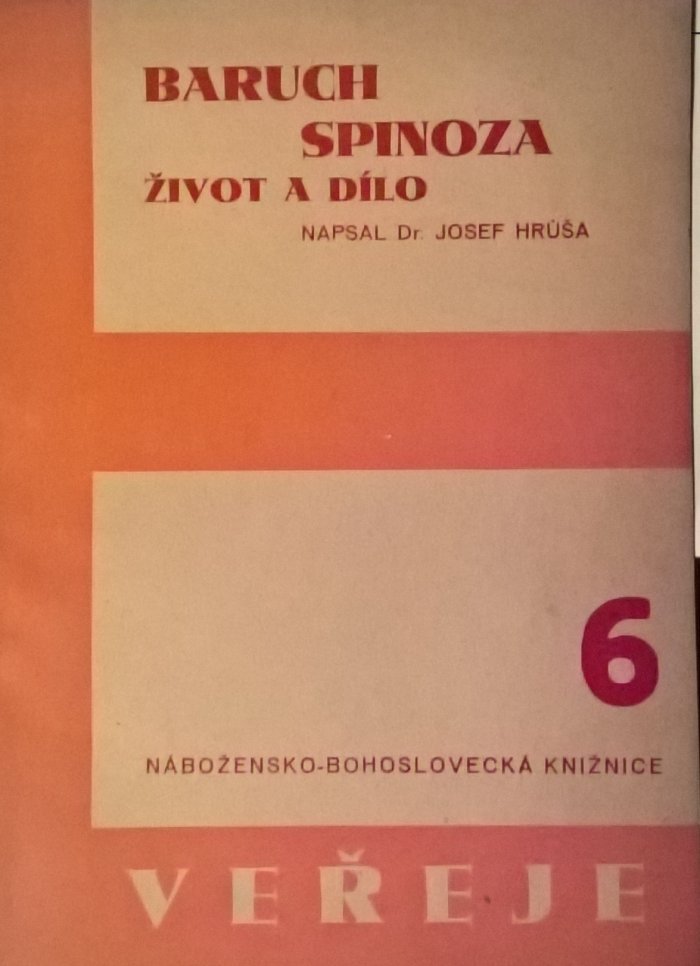 BARUCH
SPINOZA
ŽIVOT A DÍLO
NAPSAL Dr. JOSEF HRŮŠA
6
NÁBOŽENSKO-BOHOSLOVECKÁ KNIŽNICE
VEŘEJE